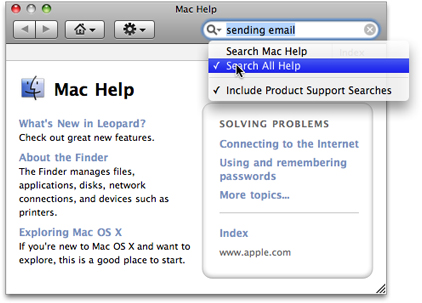 Mac Help
sending email
Search Mac Help
Index
Search All Help
Include Product Support Searches
Mac Help
What's New in Leopard?
Check out great new features.
About the Finder
The Finder manages files,
applications, disks, network
connections, and devices such as
printers.
Exploring Mac OS X
If you're new to Mac OS X and want to
explore, this is a good place to start.
SOLVING PROBLEMS
Connecting to the Internet
Using and remembering
passwords
More topics...
Index
www.apple.com